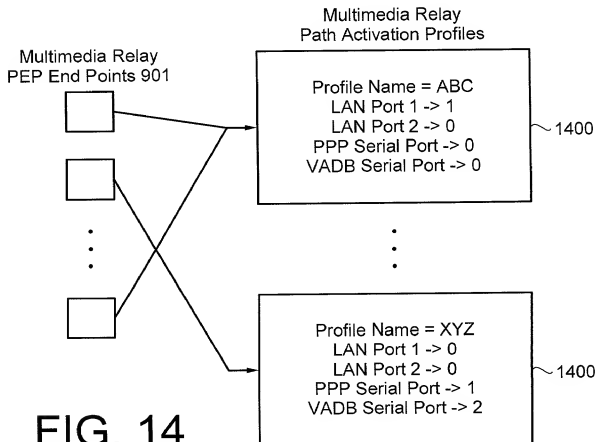 Multimedia Relay
PEP End Points 901
Multimedia Relay
Path Activation Profiles
Profile Name = ABC
LAN Port 1 -> 1
LAN Port 2 -> 0
PPP Serial Port -> 0
VADB Serial Port -> 0
1400
Profile Name = XYZ
LAN Port 1 -> 0
LAN Port 2 -> 0
PPP Serial Port -> 1
VADB Serial Port -> 2
1400
FIG. 14